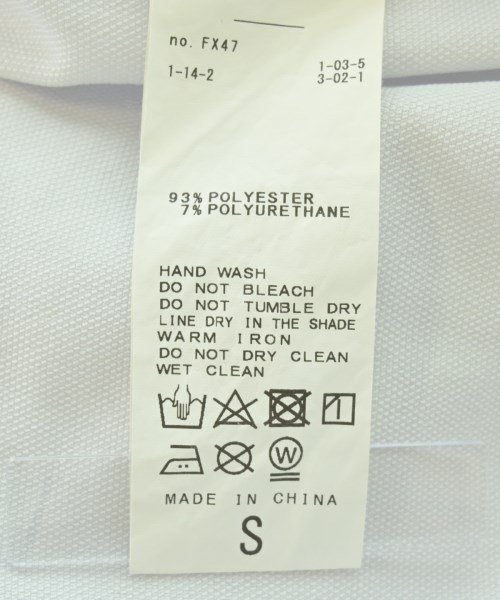 no. FX47
1-14-2
1-03-5
3-02-1
93% POLYESTER
7% POLYURETHANE
HAND WASH
DO NOT BLEACH
DO NOT TUMBLE DRY
LINE DRY IN THE SHADE
WARM IRON
DO NOT DRY CLEAN
WET CLEAN
W
MADE IN CHINA
S